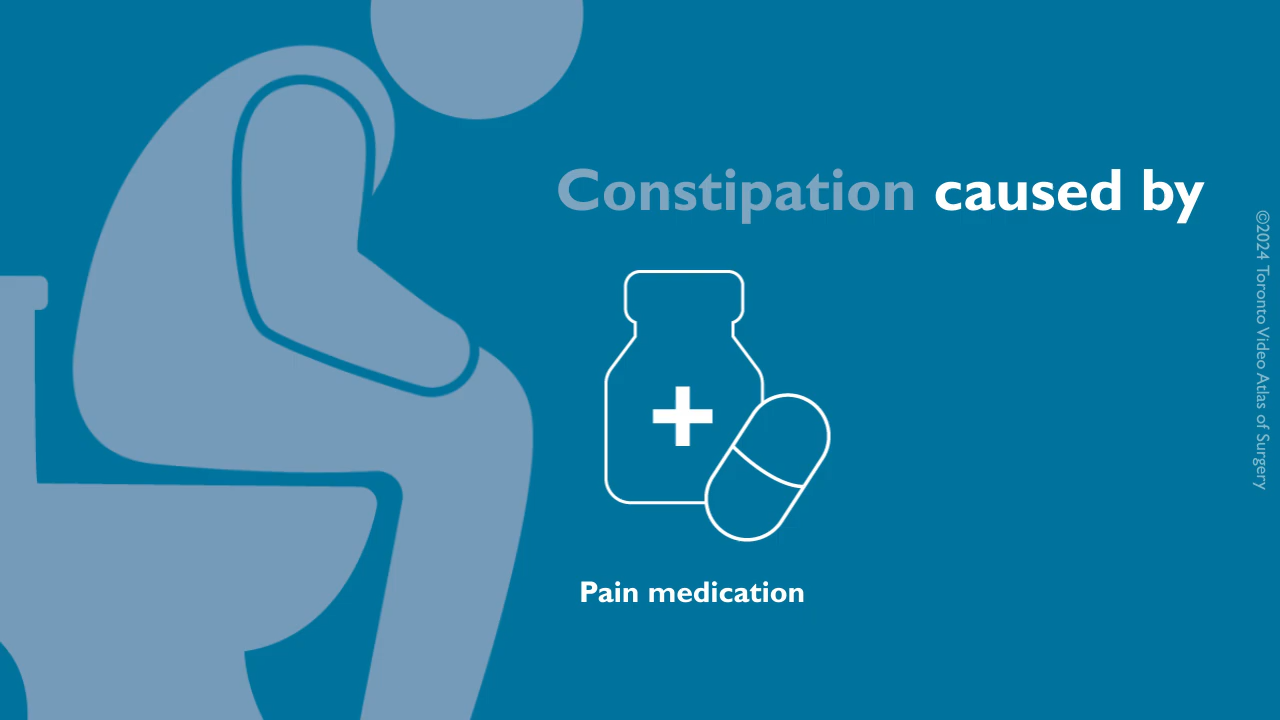 Constipation caused by
Pain medication
©2024 Toronto Video Atlas of Surgery